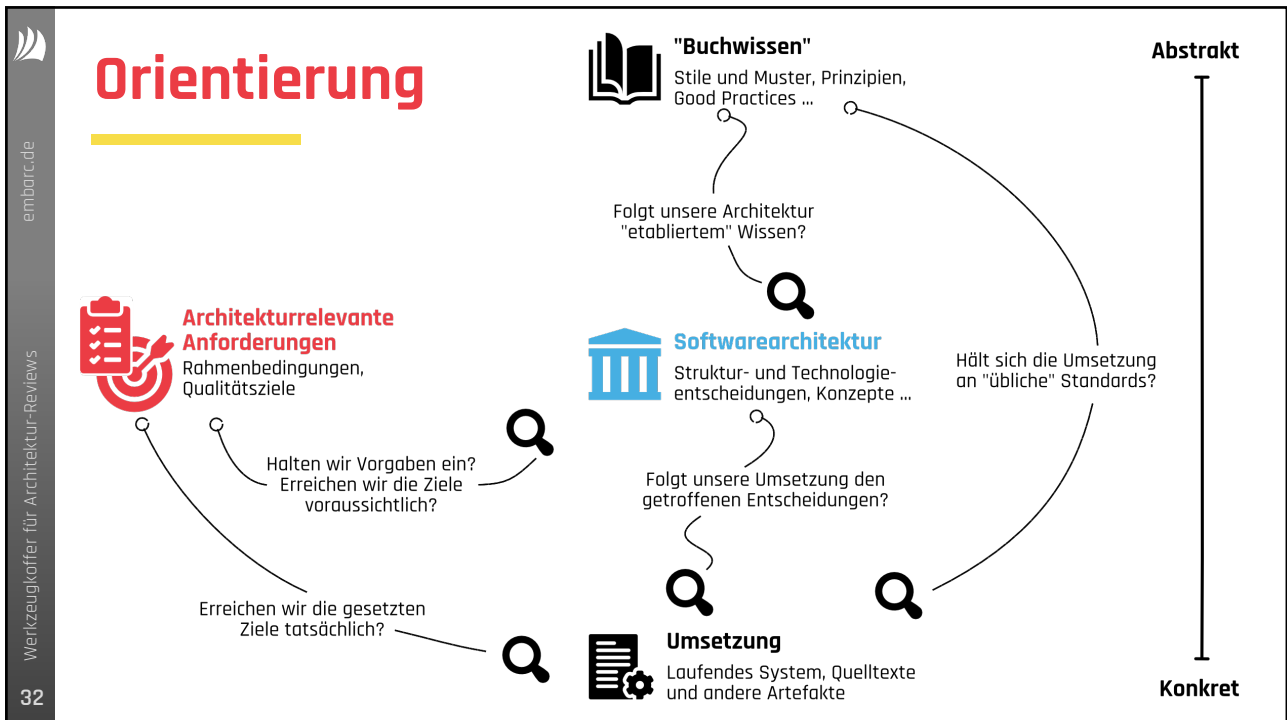 Orientierung
"Buchwissen"
Stile und Muster, Prinzipien,
Good Practices ...
Abstrakt
Folgt unsere Architektur
"etabliertem" Wissen?
Architekturrelevante
Anforderungen
Rahmenbedingungen,
Qualitätsziele
Softwarearchitektur
Struktur- und Technologie-
entscheidungen, Konzepte ...
Hält sich die Umsetzung
an "übliche" Standards?
Halten wir Vorgaben ein?
Erreichen wir die Ziele
voraussichtlich?
Folgt unsere Umsetzung den
getroffenen Entscheidungen?
Erreichen wir die gesetzten
Ziele tatsächlich?
Umsetzung
Laufendes System, Quelltexte
und andere Artefakte
Konkret
embarc.de
Werkzeugkoffer für Architektur-Reviews
32